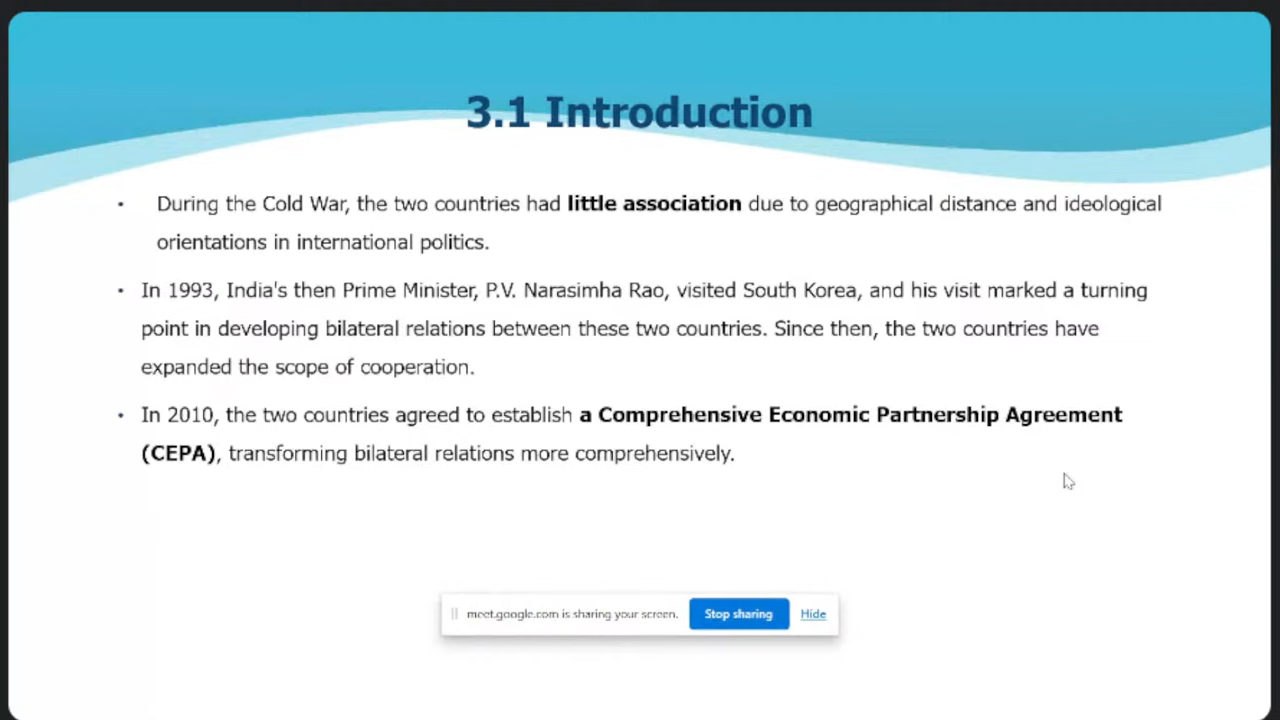 3.1 Introduction
• During the Cold War, the two countries had little association due to geographical distance and ideological
orientations in international politics.
• In 1993, India's then Prime Minister, P.V. Narasimha Rao, visited South Korea, and his visit marked a turning
point in developing bilateral relations between these two countries. Since then, the two countries have
expanded the scope of cooperation.
• In 2010, the two countries agreed to establish a Comprehensive Economic Partnership Agreement
(CEPA), transforming bilateral relations more comprehensively.
meet.google.com is sharing your screen. Stop sharing Hide